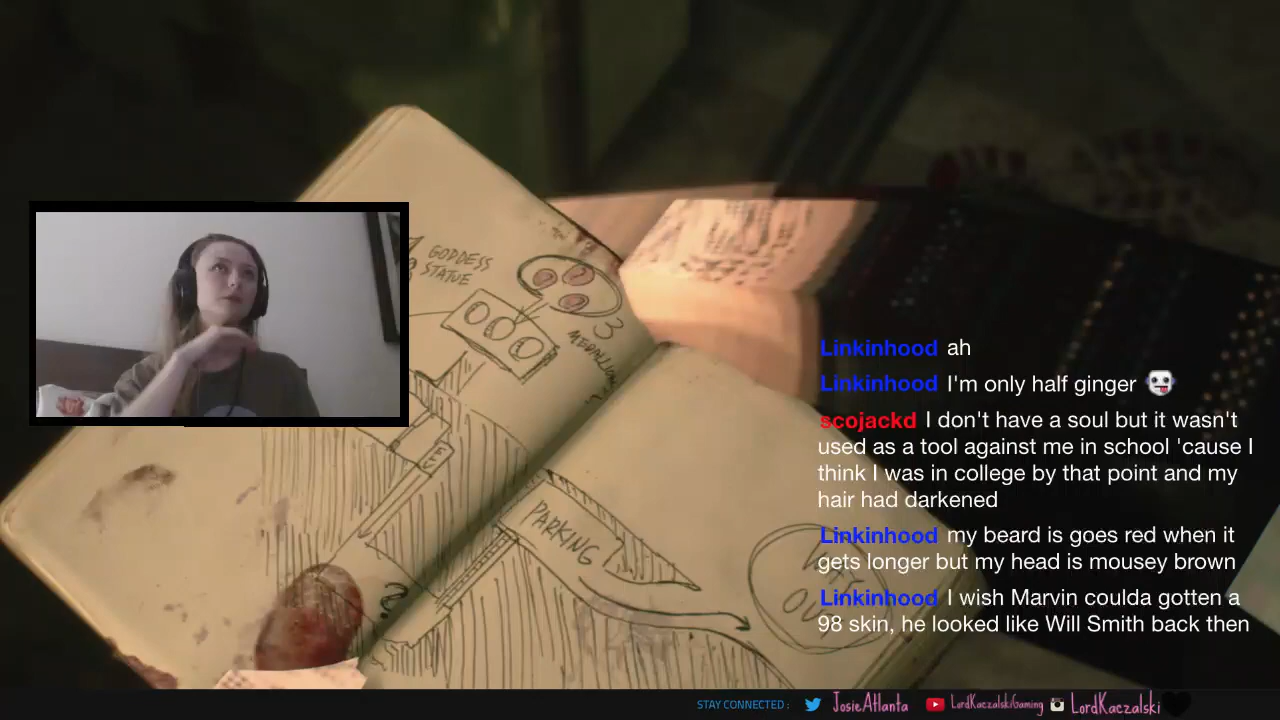 GODDESS
STATUE
3
MEDALLIONS
PARKING
OUT
Linkinhood ah
Linkinhood I'm only half ginger
scojackd I don't have a soul but it wasn't
used as a tool against me in school 'cause I
think I was in college by that point and my
hair had darkened
Linkinhood my beard is goes red when it
gets longer but my head is mousey brown
Linkinhood I wish Marvin coulda gotten a
98 skin, he looked like Will Smith back then
STAY CONNECTED : JosieAtlanta LordKaczalskiGaming LordKaczalski